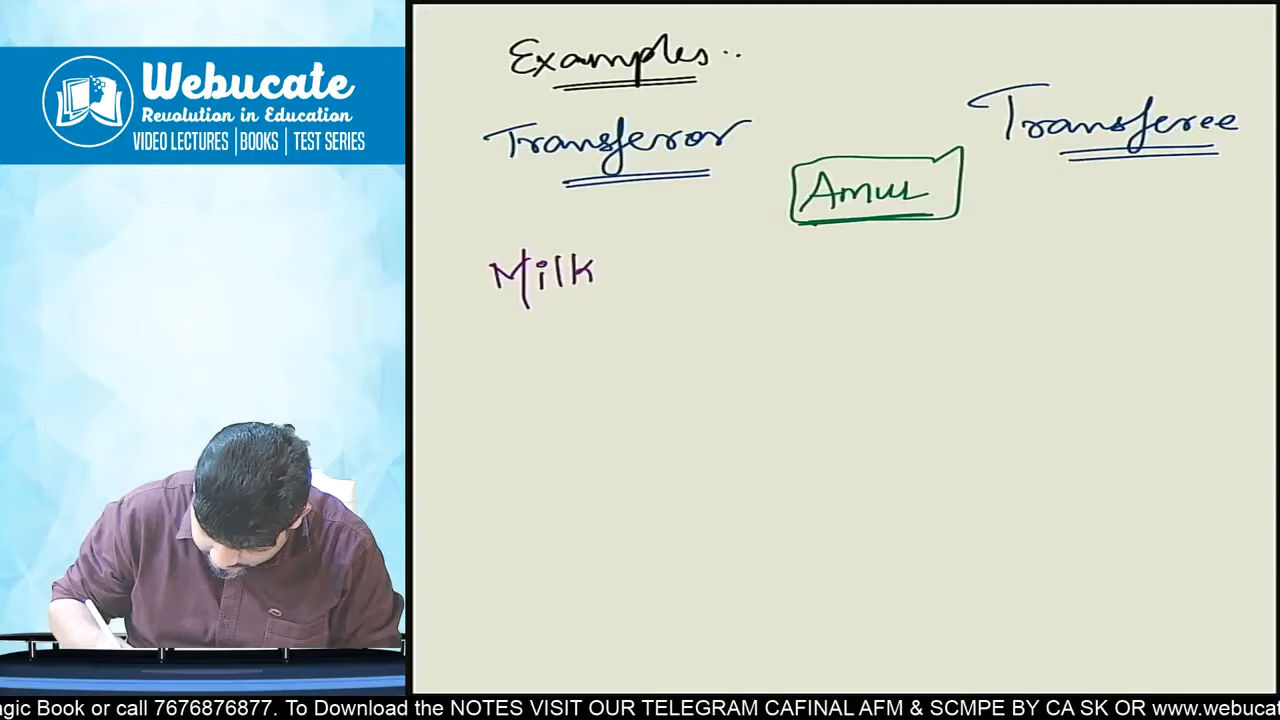 Webucate
Revolution in Education
VIDEO LECTURES | BOOKS | TEST SERIES
Examples..
Transferor
Transferee
Amul
Milk
agic Book or call 7676876877. To Download the NOTES VISIT OUR TELEGRAM CAFINAL AFM & SCMPE BY CA SK OR www.webucat